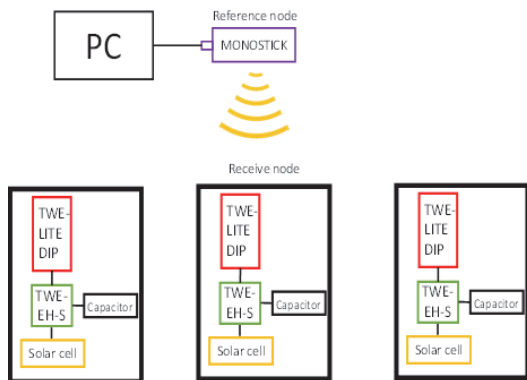 Reference node
PC
MONOSTICK
Receive node
TWE-
LITE
DIP
TWE-
EH-S
Capacitor
Solar cell
TWE-
LITE
DIP
TWE-
EH-S
Capacitor
Solar cell
TWE-
LITE
DIP
TWE-
EH-S
Capacitor
Solar cell